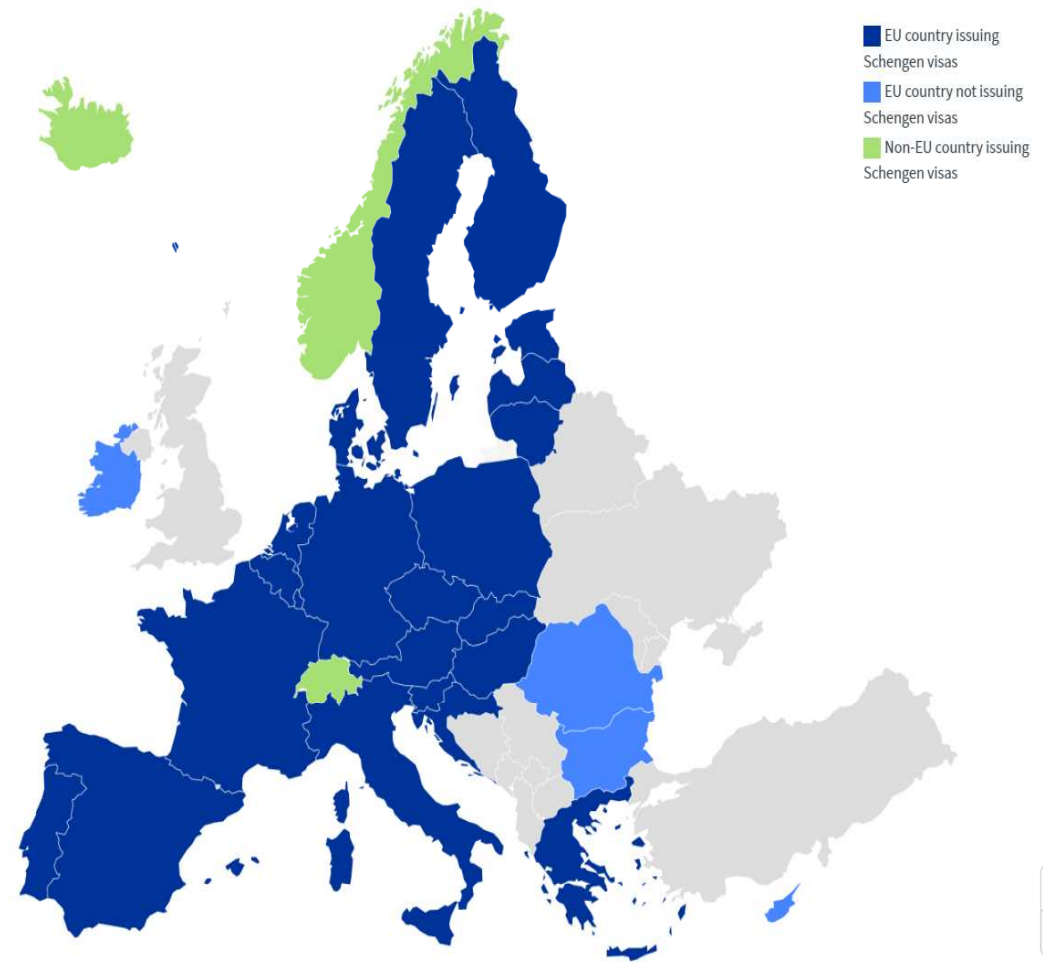 EU country issuing
Schengen visas
EU country not issuing
Schengen visas
Non-EU country issuing
Schengen visas